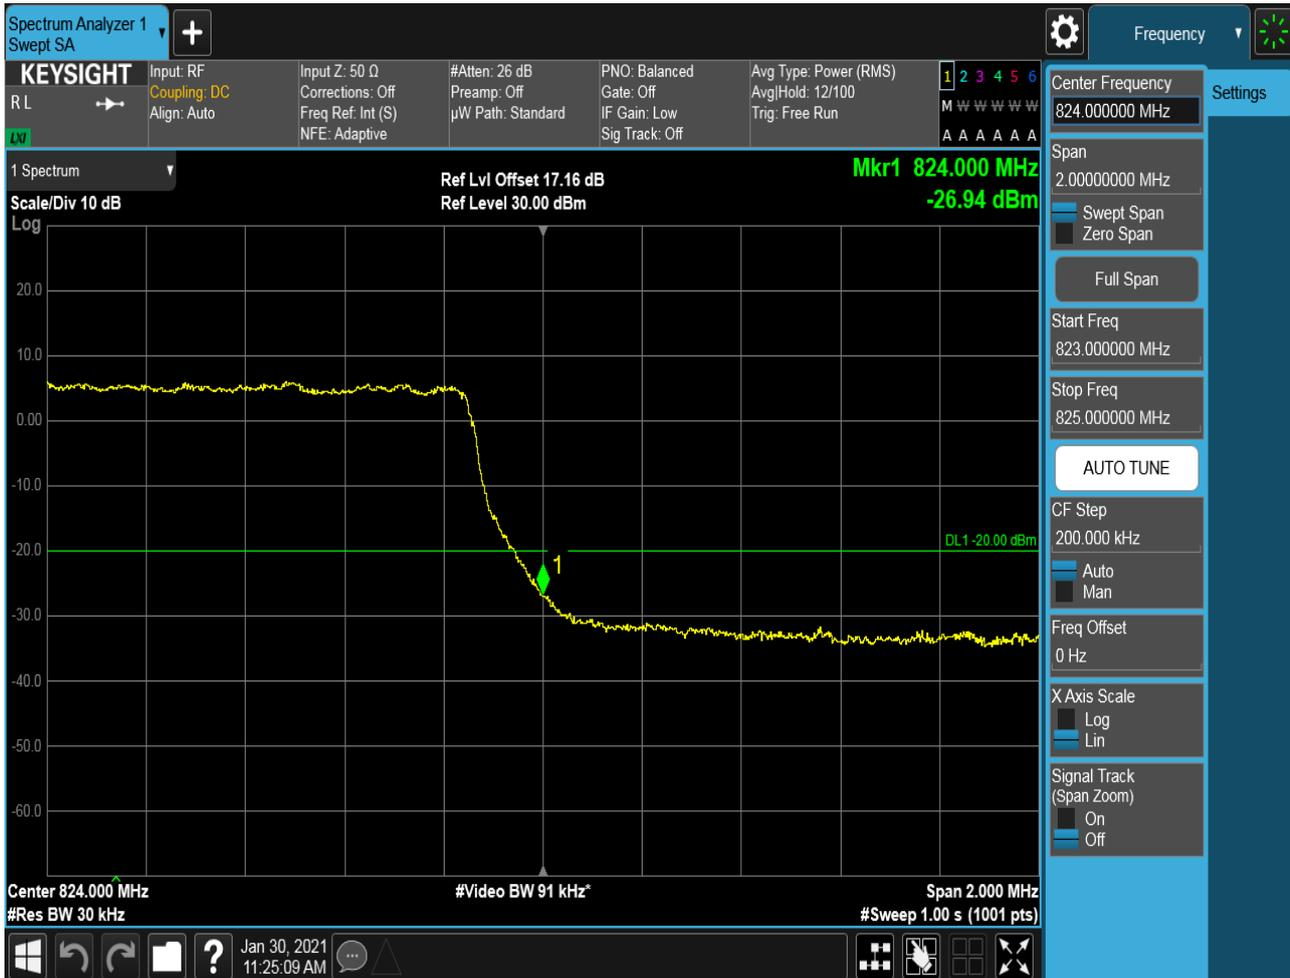 Spectrum Analyzer 1
Swept SA
+
Frequency
KEYSIGHT
R L
LXI
Input: RF
Coupling: DC
Align: Auto
Input Z: 50 Ω
Corrections: Off
Freq Ref: Int (S)
NFE: Adaptive
#Atten: 26 dB
Preamp: Off
µW Path: Standard
PNO: Balanced
Gate: Off
IF Gain: Low
Sig Track: Off
Avg Type: Power (RMS)
Avg|Hold: 12/100
Trig: Free Run
1 2 3 4 5 6
M W W W W W
A A A A A A
1 Spectrum
Scale/Div 10 dB
Log
Ref Lvl Offset 17.16 dB
Ref Level 30.00 dBm
Mkr1 824.000 MHz
-26.94 dBm
20.0
10.0
0.00
-10.0
-20.0
-30.0
-40.0
-50.0
-60.0
DL1 -20.00 dBm
1
Center 824.000 MHz
#Res BW 30 kHz
#Video BW 91 kHz*
Span 2.000 MHz
#Sweep 1.00 s (1001 pts)
Center Frequency
824.000000 MHz
Span
2.00000000 MHz
Swept Span
Zero Span
Full Span
Start Freq
823.000000 MHz
Stop Freq
825.000000 MHz
AUTO TUNE
CF Step
200.000 kHz
Auto
Man
Freq Offset
0 Hz
X Axis Scale
Log
Lin
Signal Track
(Span Zoom)
On
Off
Settings
?
Jan 30, 2021
11:25:09 AM